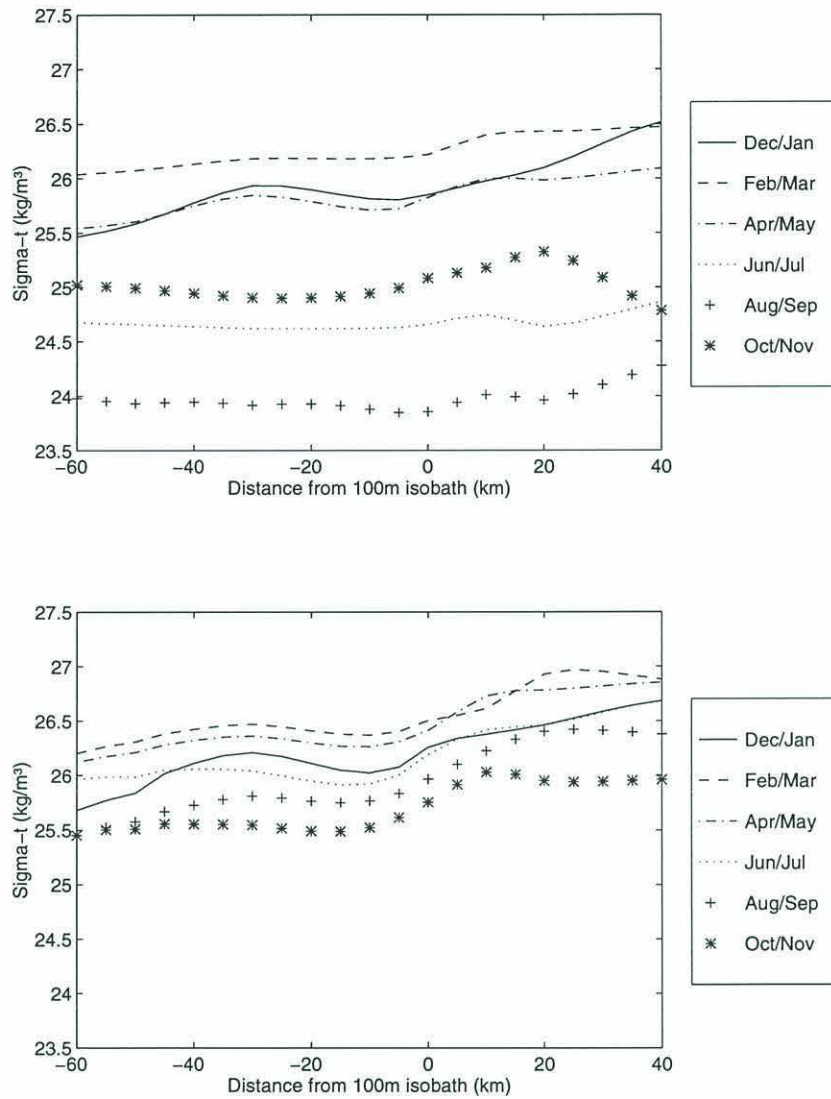 27.5
27
26.5
26
25.5
25
24.5
24
23.5
Sigma−t (kg/m³)
−60
−40
−20
0
20
40
Distance from 100m isobath (km)
Dec/Jan
Feb/Mar
Apr/May
Jun/Jul
Aug/Sep
Oct/Nov
27.5
27
26.5
26
25.5
25
24.5
24
23.5
Sigma−t (kg/m³)
−60
−40
−20
0
20
40
Distance from 100m isobath (km)
Dec/Jan
Feb/Mar
Apr/May
Jun/Jul
Aug/Sep
Oct/Nov